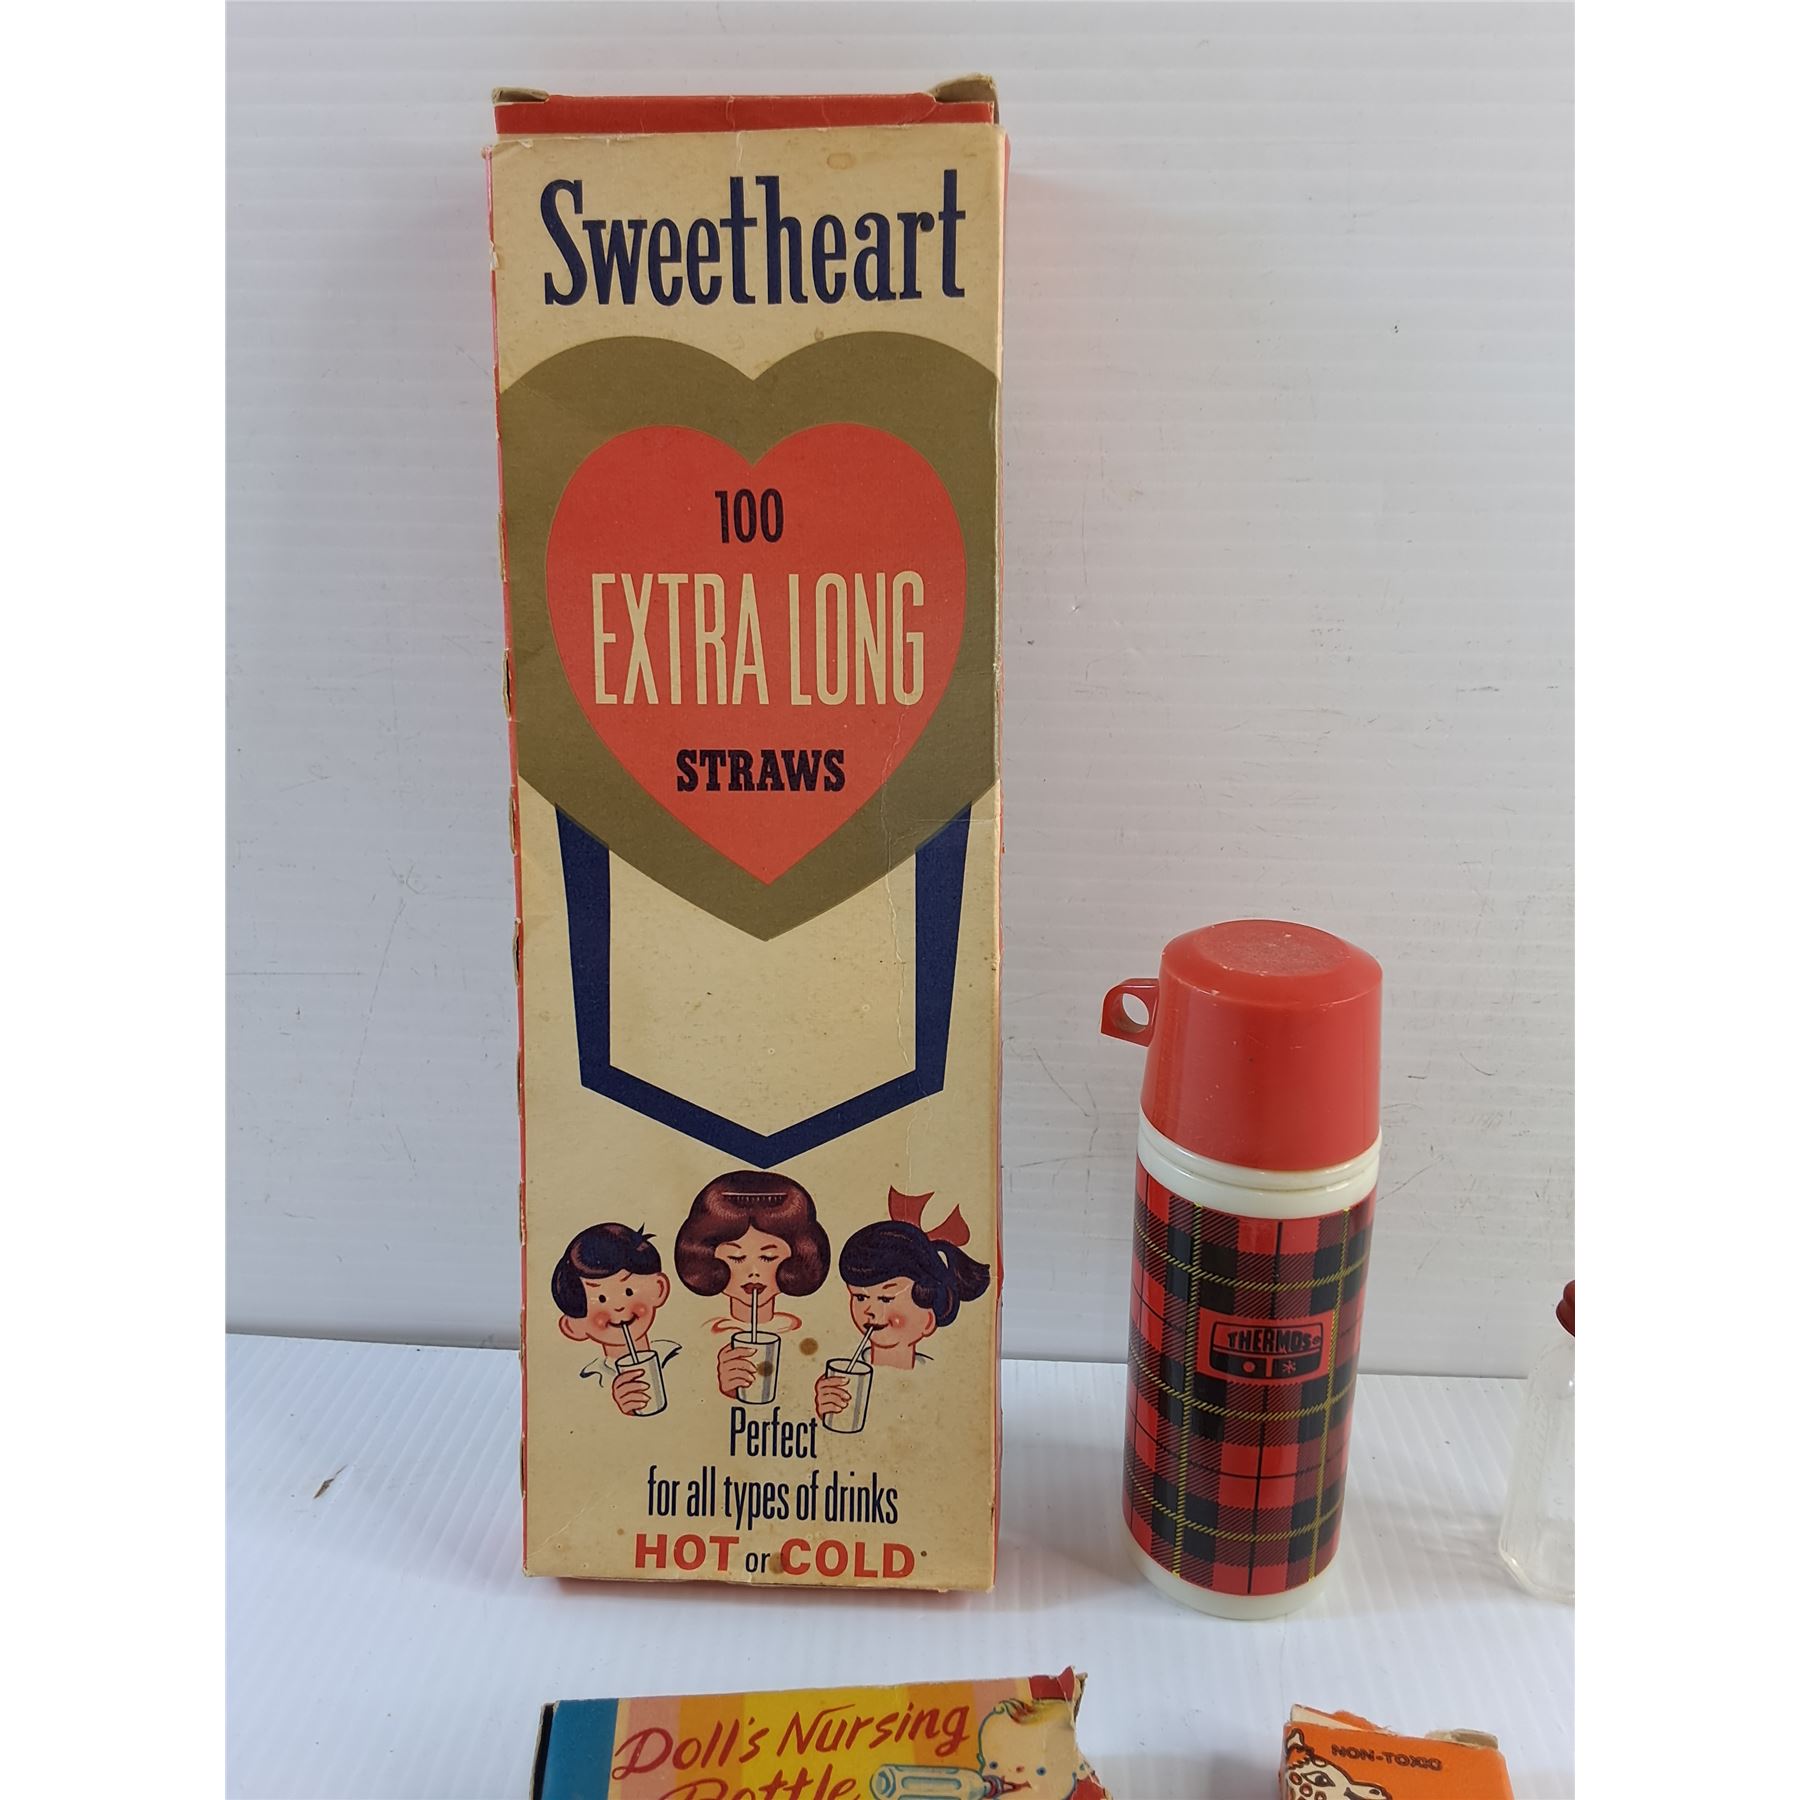 Sweetheart
100
EXTRA LONG
STRAWS
Perfect
for all types of drinks
HOT or COLD
THERMOS®
Doll's Nursing
Bottle
NON-TOXIC